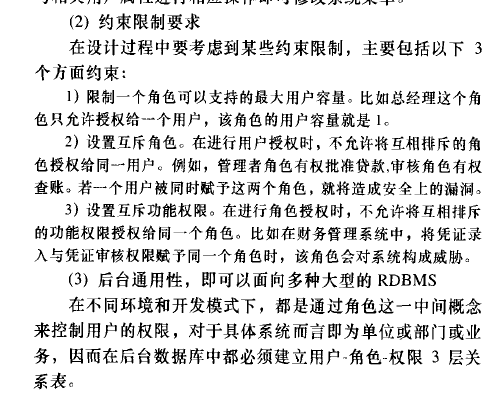 (2) 约束限制要求
在设计过程中要考虑到某些约束限制，主要包括以下 3
个方面约束：
1) 限制一个角色可以支持的最大用户容量。比如总经理这个角
色只允许授权给一个用户，该角色的用户容量就是1。
2) 设置互斥角色。在进行用户授权时，不允许将互相排斥的角
色授权给同一用户。例如，管理者角色有权批准贷款,审核角色有权
查账。若一个用户被同时赋予这两个角色，就将造成安全上的漏洞。
3) 设置互斥功能权限。在进行角色授权时，不允许将互相排斥
的功能权限授权给同一个角色。比如在财务管理系统中，将凭证录
入与凭证审核权限赋予同一个角色时，该角色会对系统构成威胁。
(3) 后台通用性，即可以面向多种大型的 RDBMS
在不同环境和开发模式下，都是通过角色这一中间概念
来控制用户的权限，对于具体系统而言即为单位或部门或业
务，因而在后台数据库中都必须建立用户-角色-权限 3 层关
系表。